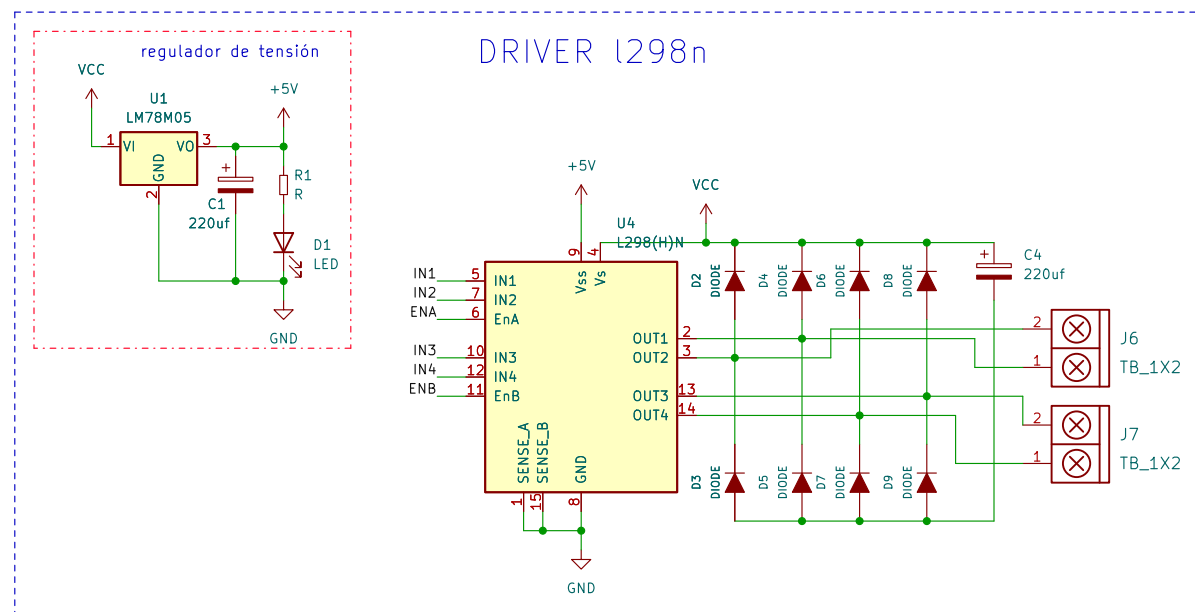 DRIVER l298n
regulador de tensión
VCC
+5V
U1
LM78M05
1
VI
VO
3
GND
2
+
C1
220uf
R1
R
D1
LED
GND
+5V
VCC
U4
L298(H)N
9
4
Vss
Vs
IN1
5
IN1
IN2
7
IN2
ENA
6
EnA
IN3
10
IN3
IN4
12
IN4
ENB
11
EnB
OUT1
2
OUT2
3
OUT3
13
OUT4
14
SENSE_A
SENSE_B
GND
1
15
8
GND
D2
DIODE
D4
DIODE
D6
DIODE
D8
DIODE
+
C4
220uf
D3
DIODE
D5
DIODE
D7
DIODE
D9
DIODE
2
1
J6
TB_1X2
2
1
J7
TB_1X2